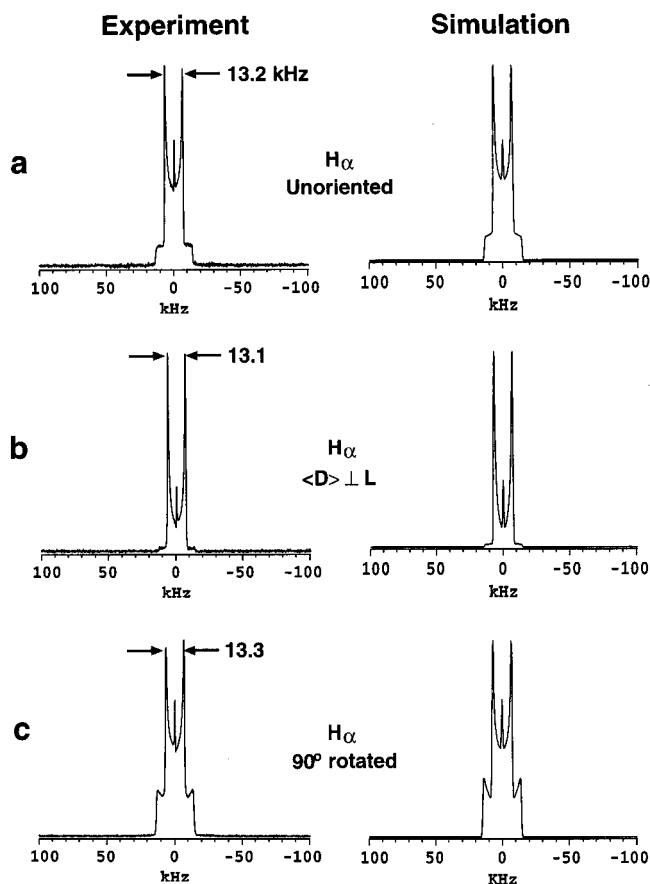 Experiment
Simulation
a
13.2 kHz
Hα
Unoriented
100 50 0 -50 -100
kHz
100 50 0 -50 -100
kHz
b
13.1
Hα
<D> ⊥ L
100 50 0 -50 -100
kHz
100 50 0 -50 -100
kHz
c
13.3
Hα
90º rotated
100 50 0 -50 -100
kHz
100 50 0 -50 -100
KHz